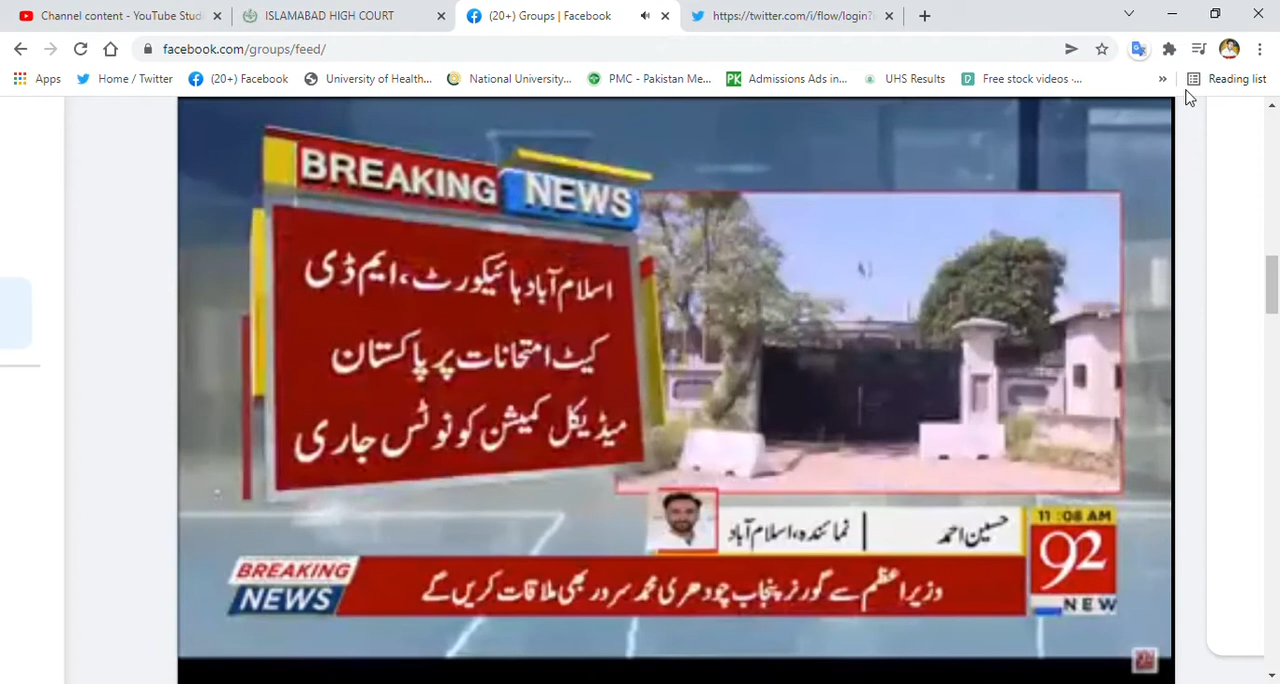 Channel content - YouTube Studi
ISLAMABAD HIGH COURT
(20+) Groups | Facebook
https://twitter.com/i/flow/login?i
facebook.com/groups/feed/
Apps
Home / Twitter
(20+) Facebook
University of Health...
National University...
PMC - Pakistan Me...
PK
Admissions Ads in...
UHS Results
D
Free stock videos ·...
»
Reading list
BREAKING NEWS
اسلام آباد ہائیکورٹ، ایم ڈی
کیٹ امتحانات پر پاکستان
میڈیکل کمیشن کو نوٹس جاری
حسین احمد | نمائندہ، اسلام آباد
11:08 AM
92
NEW
BREAKING
NEWS
وزیراعظم سے گورنر پنجاب چودھری محمد سرور بھی ملاقات کریں گے